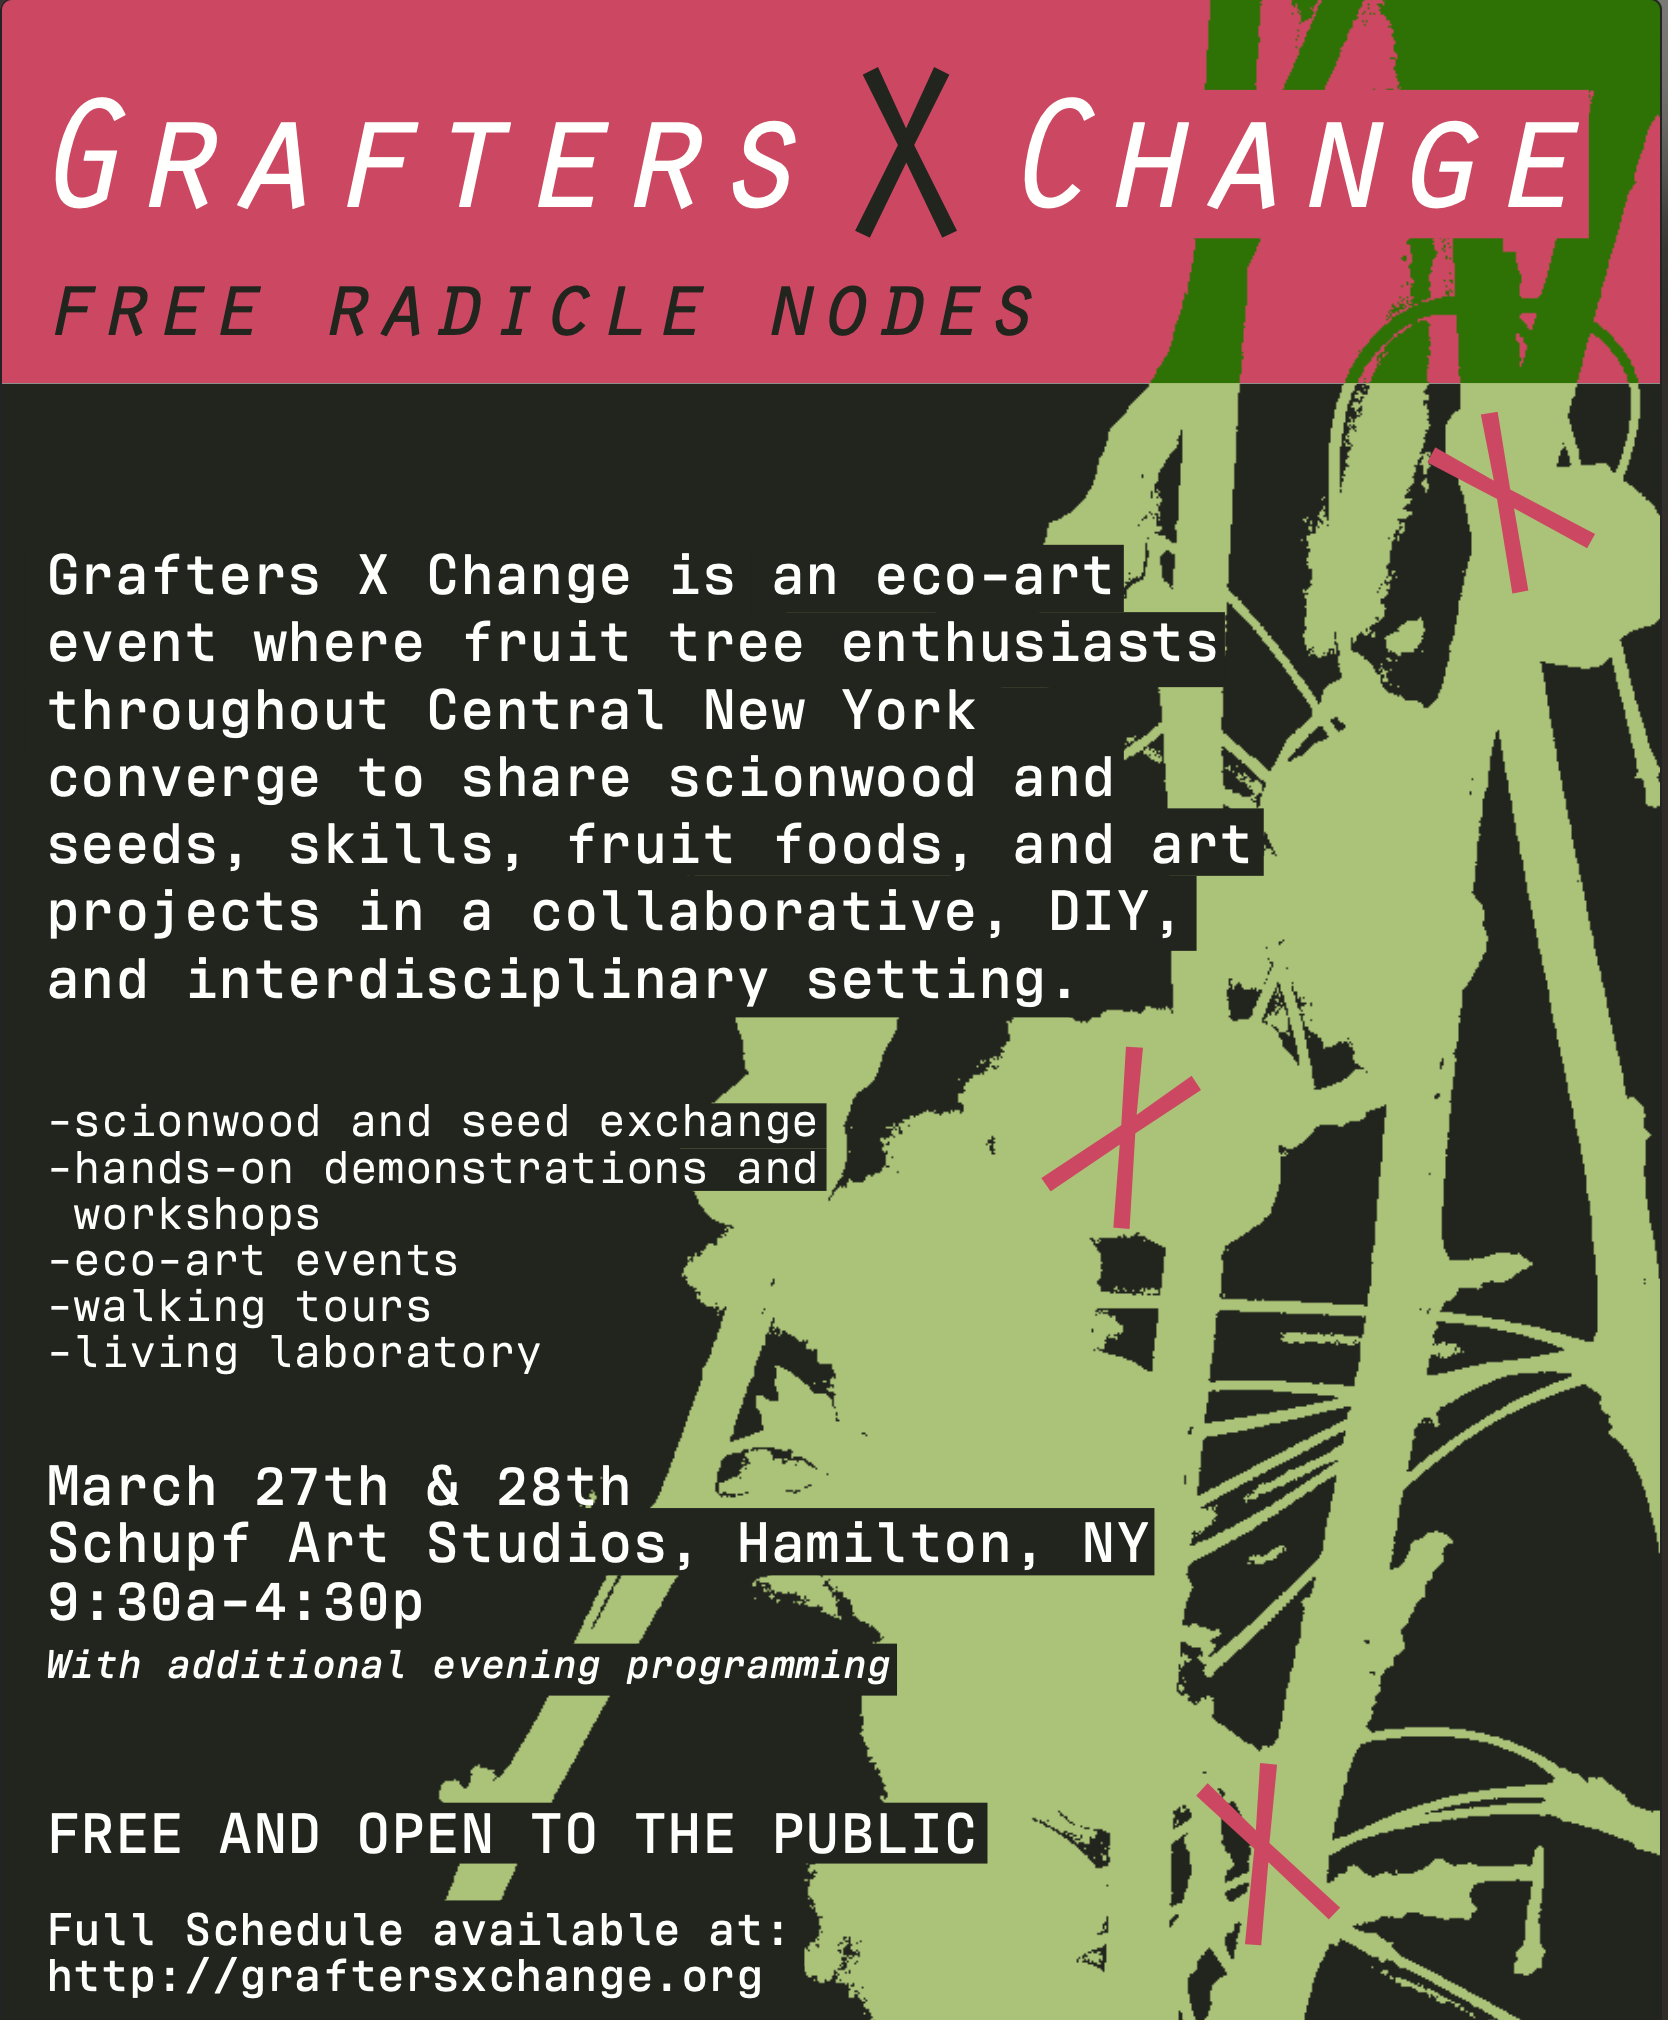 GRAFTERS X CHANGE
FREE RADICLE NODES
Grafters X Change is an eco-art
event where fruit tree enthusiasts
throughout Central New York
converge to share scionwood and
seeds, skills, fruit foods, and art
projects in a collaborative, DIY,
and interdisciplinary setting.
-scionwood and seed exchange
-hands-on demonstrations and
workshops
-eco-art events
-walking tours
-living laboratory
March 27th & 28th
Schupf Art Studios, Hamilton, NY
9:30a-4:30p
With additional evening programming
FREE AND OPEN TO THE PUBLIC
Full Schedule available at:
http://graftersxchange.org